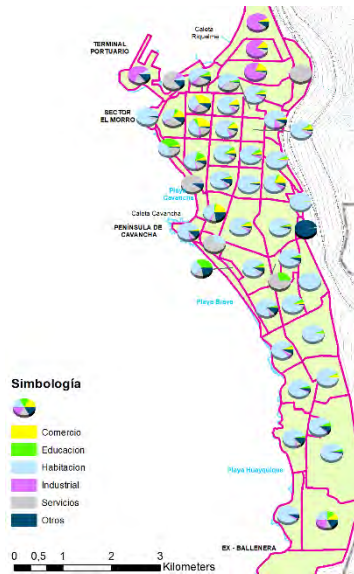 Caleta
Riquelme
TERMINAL
PORTUARIO
SECTOR
EL MORRO
Playa
Cavancha
Caleta Cavancha
PENÍNSULA DE
CAVANCHA
Playa Brava
Simbología
Comercio
Educacion
Habitacion
Industrial
Servicios
Otros
Playa Huayquique
EX - BALLENERA
0 0,5 1 2 3
Kilometers